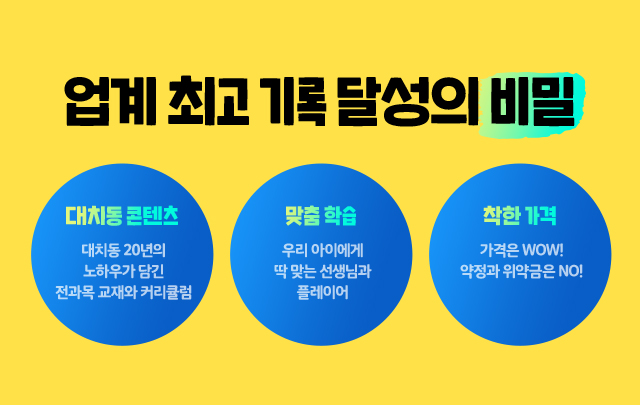 업계 최고 기록 달성의 비밀
대치동 콘텐츠
대치동 20년의
노하우가 담긴
전과목 교재와 커리큘럼
맞춤 학습
우리 아이에게
딱 맞는 선생님과
플레이어
착한 가격
가격은 WOW!
약정과 위약금은 NO!